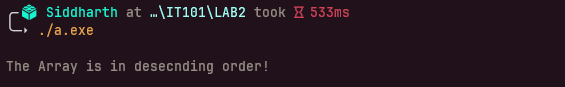 Siddharth at …\IT101\LAB2 took 533ms
./a.exe
The Array is in desecnding order!